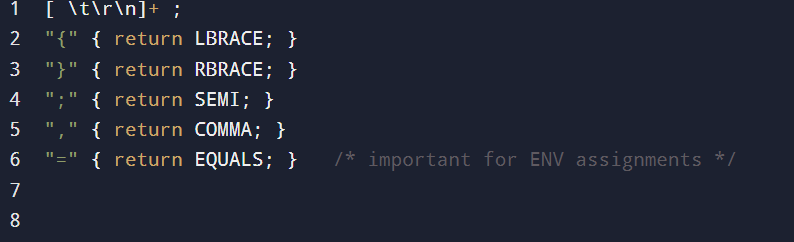 1 [ \t\r\n]+ ;
2 "{" { return LBRACE; }
3 "}" { return RBRACE; }
4 ";" { return SEMI; }
5 "," { return COMMA; }
6 "=" { return EQUALS; }   /* important for ENV assignments */
7
8